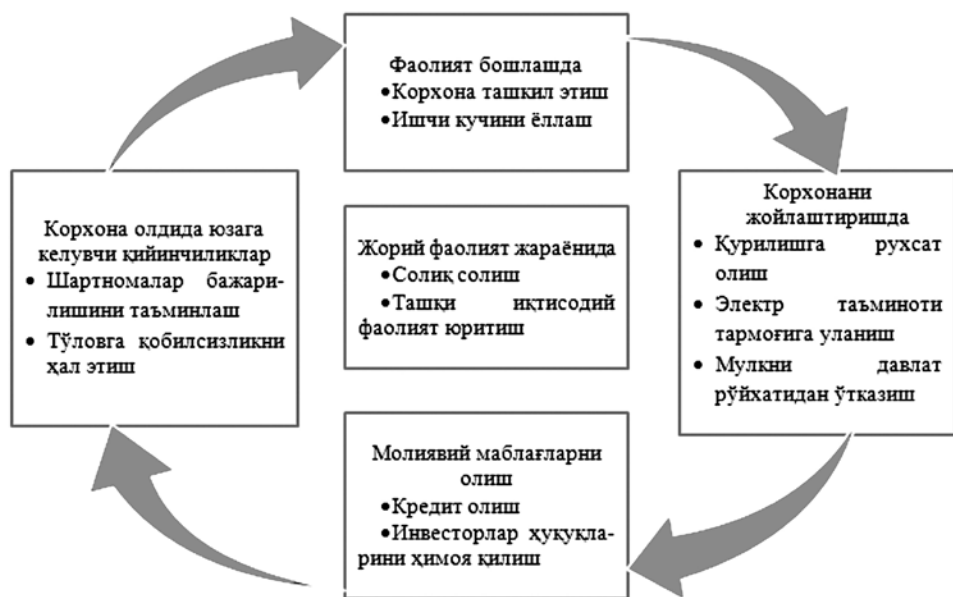 Фаолият бошлашда
•Корхона ташкил этиш
•Ишчи кучини ёллаш
Корхонани
жойлаштиришда
• Қурилишга рухсат
олиш
• Электр таъминоти
тармоғига уланиш
• Мулкни давлат
рўйхатидан ўтказиш
Молиявий маблағларни
олиш
•Кредит олиш
•Инвесторлар ҳуқуқла-
рини ҳимоя қилиш
Корхона олдида юзага
келувчи қийинчиликлар
• Шартномалар бажари-
лишини таъминлаш
• Тўловга қобилсизликни
ҳал этиш
Жорий фаолият жараёнида
•Солиқ солиш
•Ташқи иқтисодий
фаолият юритиш